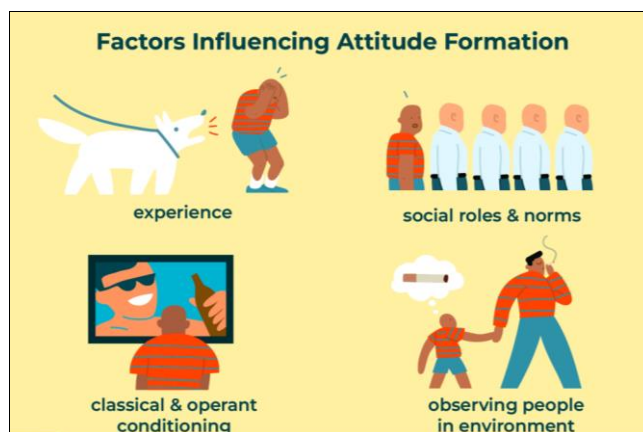 Factors Influencing Attitude Formation
experience
social roles & norms
classical & operant
conditioning
observing people
in environment